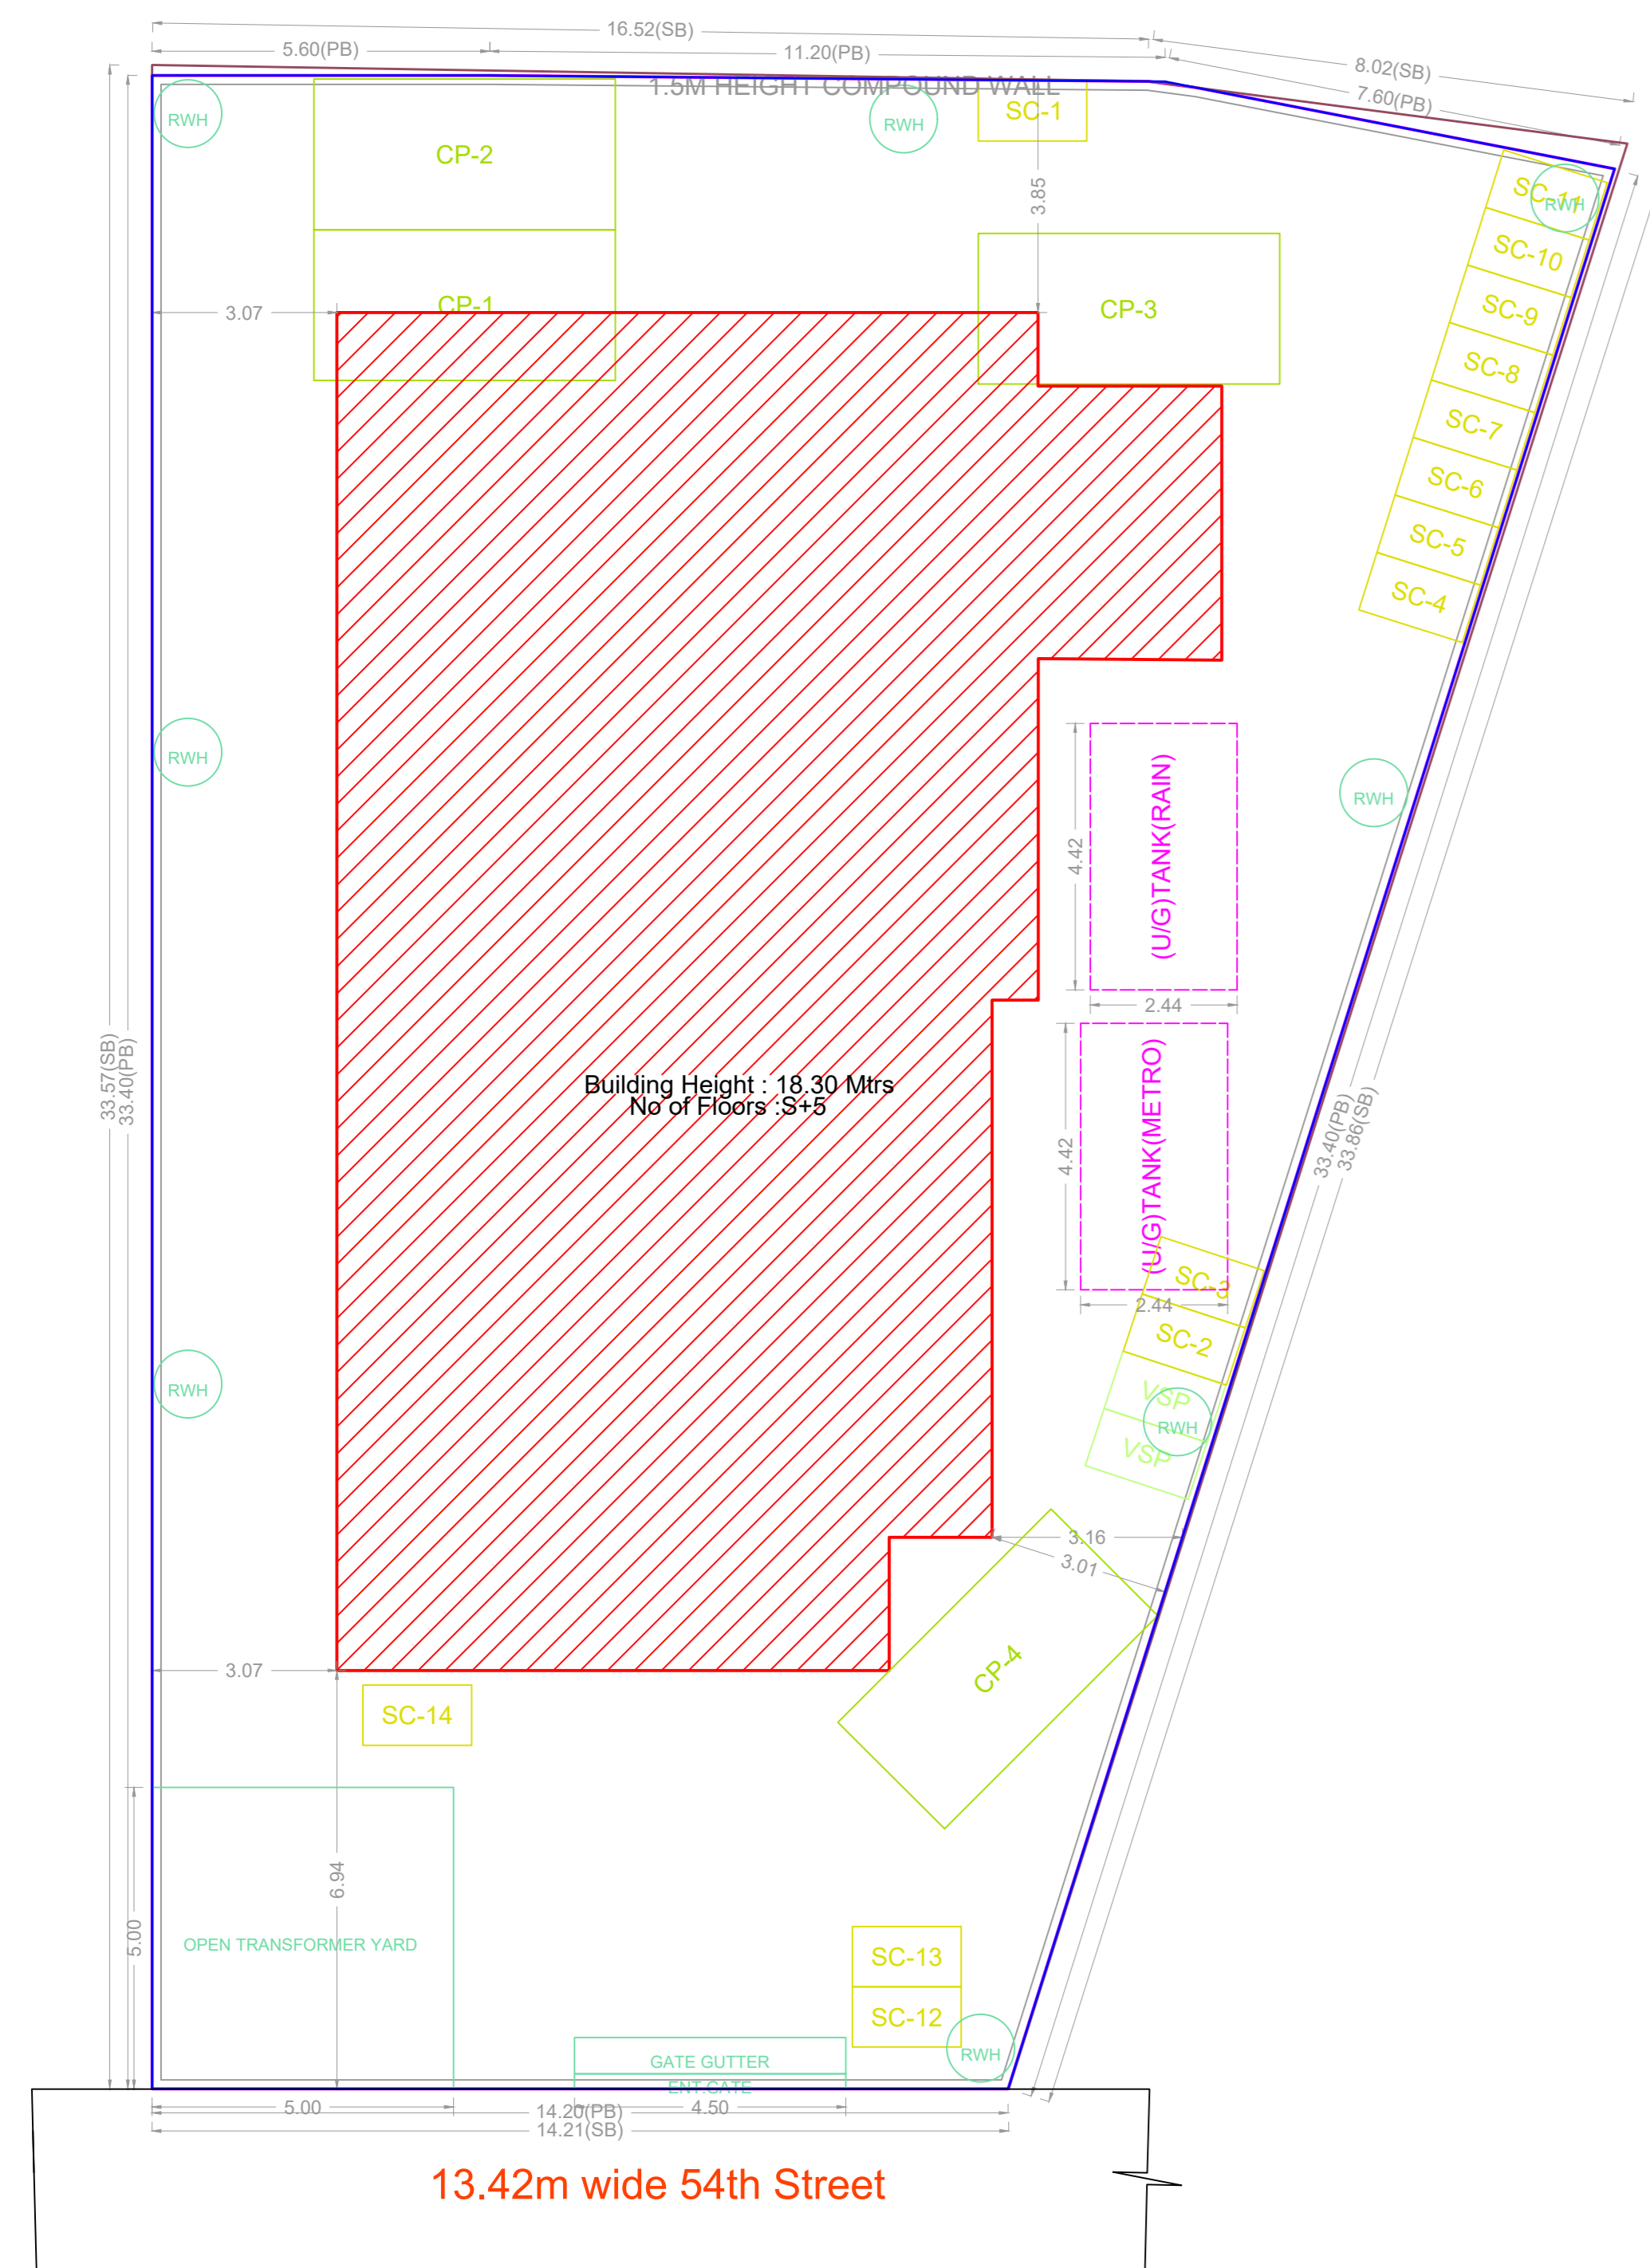 16.52(SB)
5.60(PB)
11.20(PB)
8.02(SB)
7.60(PB)
1.5M HEIGHT COMPOUND WALL
RWH
RWH
SC-1
CP-2
3.85
SC-11
RWH
SC-10
CP-1
3.07
CP-3
SC-9
SC-8
SC-7
SC-6
SC-5
SC-4
RWH
RWH
(U/G)TANK(RAIN)
4.42
2.44
33.57(SB)
33.40(PB)
Building Height : 18.30 Mtrs
No of Floors :S+5
(U/G)TANK(METRO)
4.42
33.40(PB)
33.86(SB)
SC-3
2.44
SC-2
RWH
VSP
RWH
VSP
3.16
3.01
3.07
CP-4
SC-14
6.94
5.00
OPEN TRANSFORMER YARD
SC-13
SC-12
RWH
GATE GUTTER
ENT.GATE
5.00
4.50
14.20(PB)
14.21(SB)
13.42m wide 54th Street